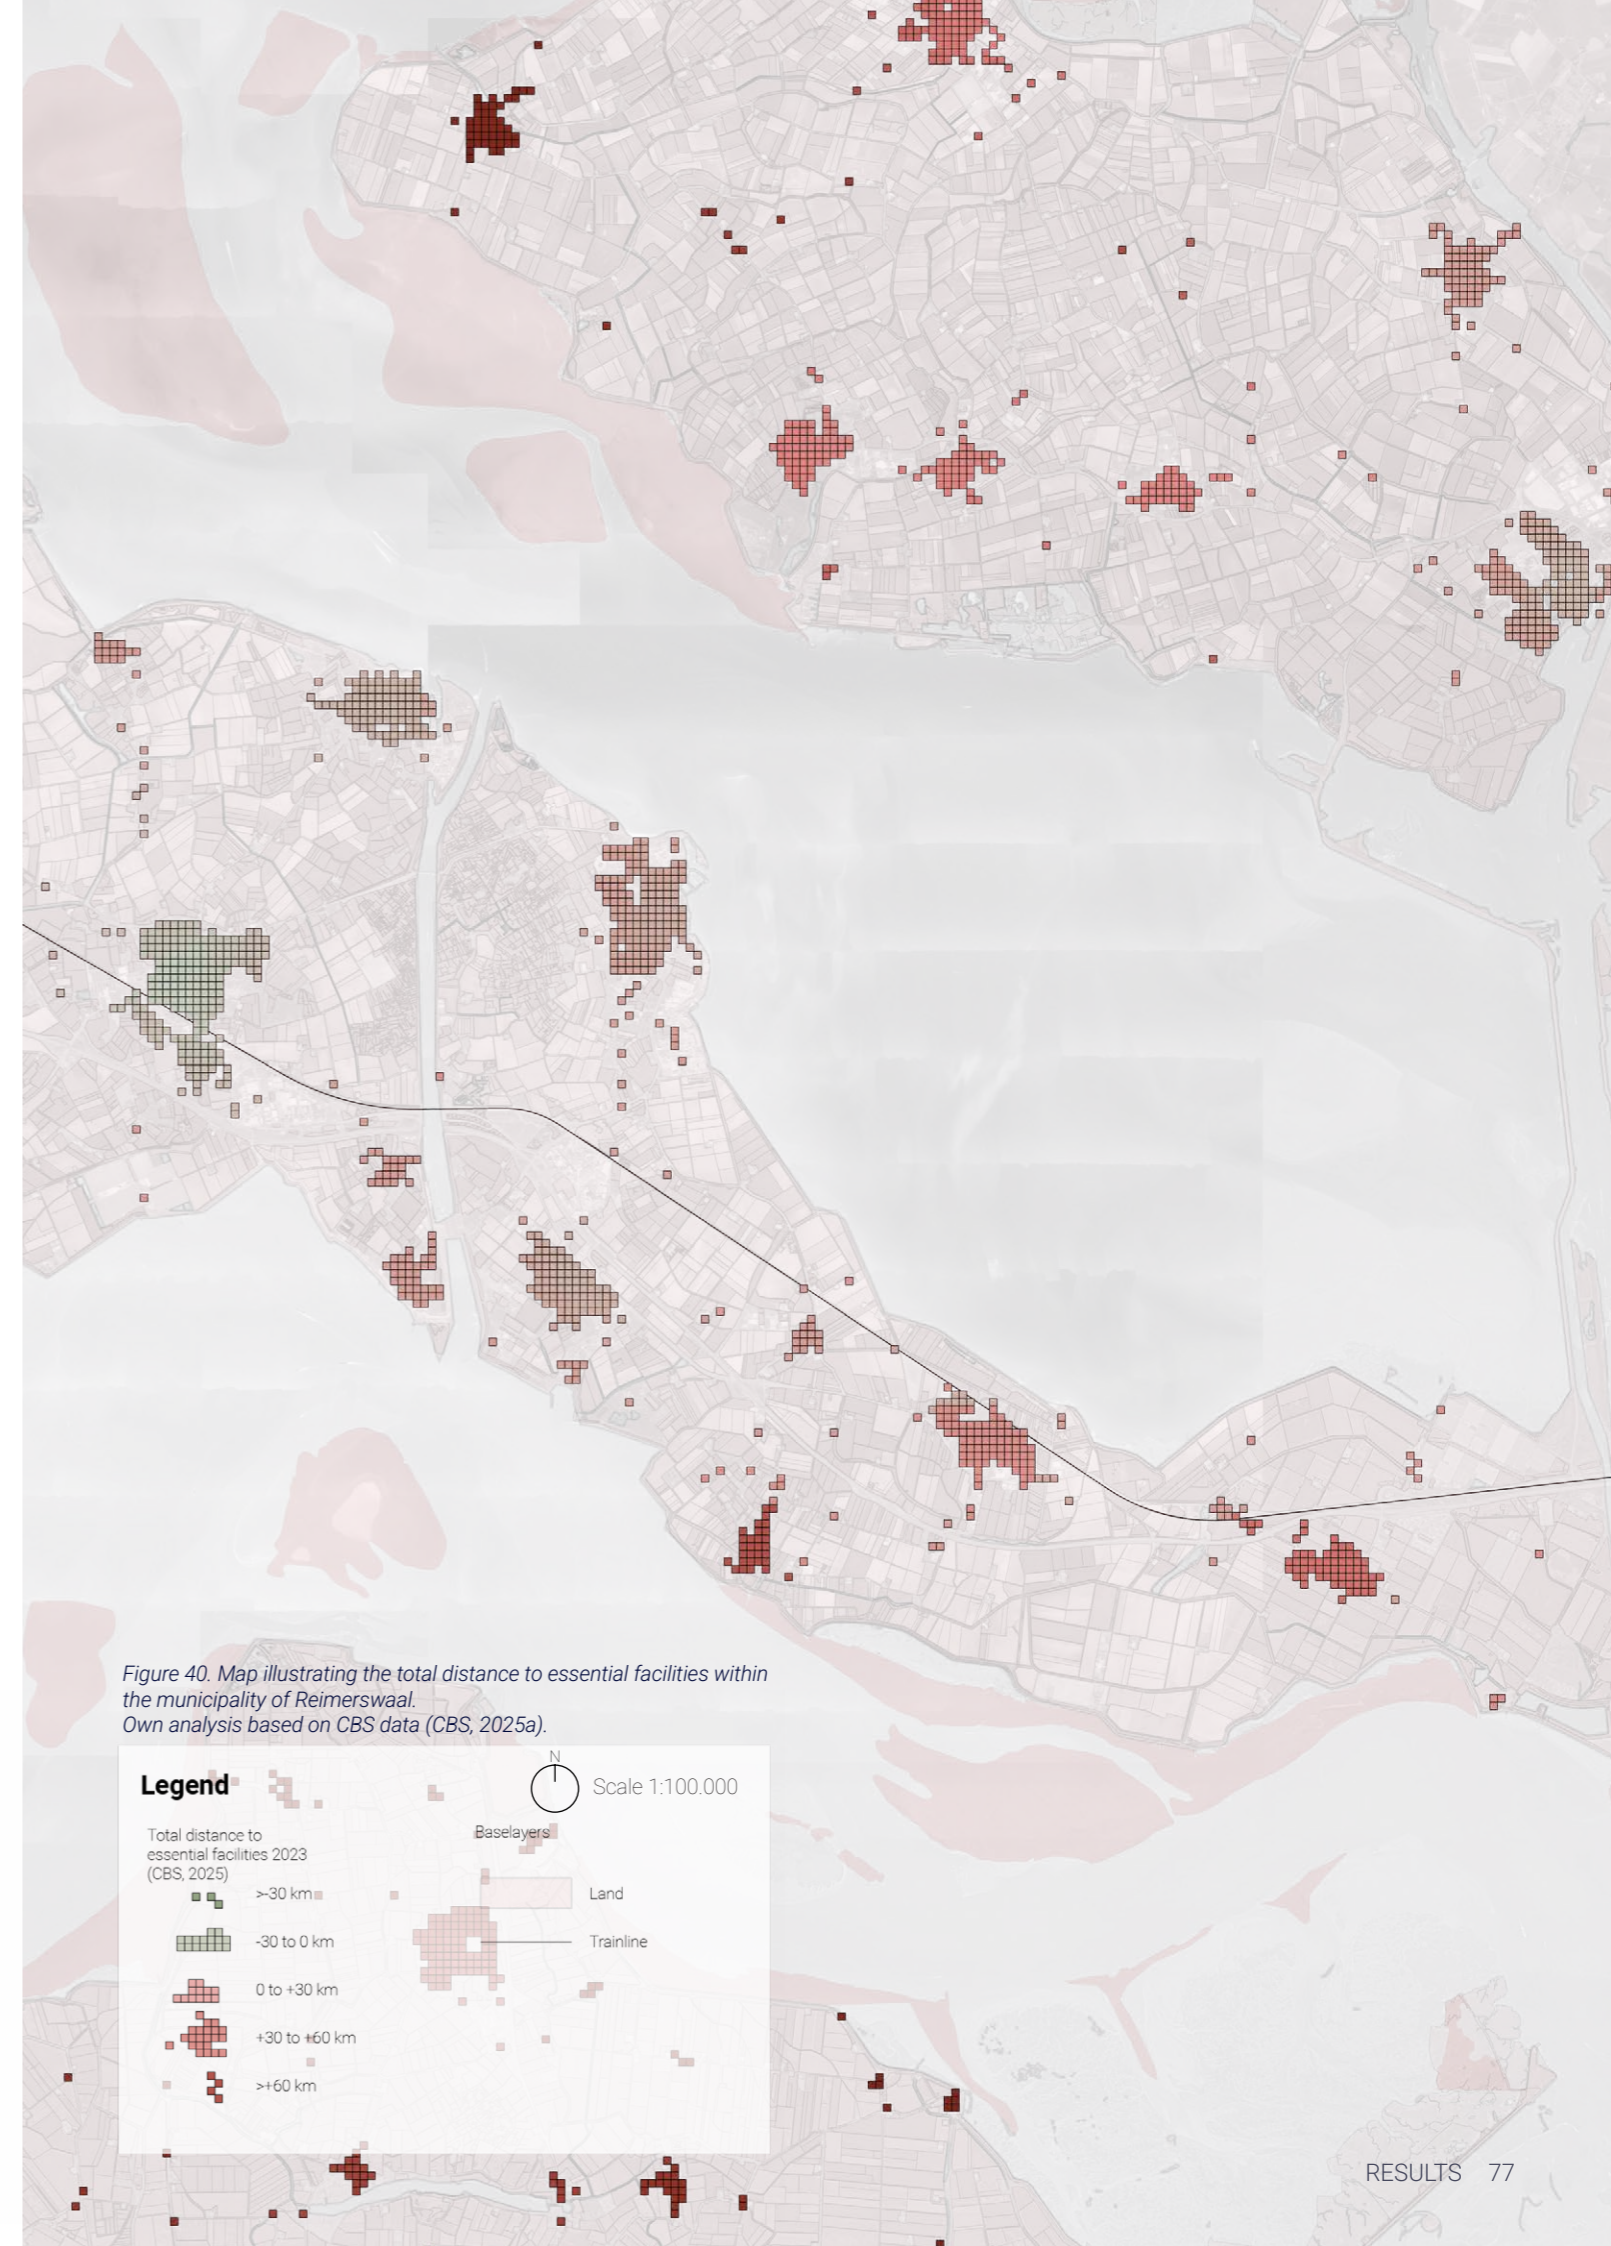 Figure 40. Map illustrating the total distance to essential facilities within
the municipality of Reimerswaal.
Own analysis based on CBS data (CBS, 2025a).
Legend
N
Scale 1:100.000
Total distance to
essential facilities 2023
(CBS, 2025)
Baselayers
>-30 km
Land
-30 to 0 km
Trainline
0 to +30 km
+30 to +60 km
>+60 km
RESULTS 77